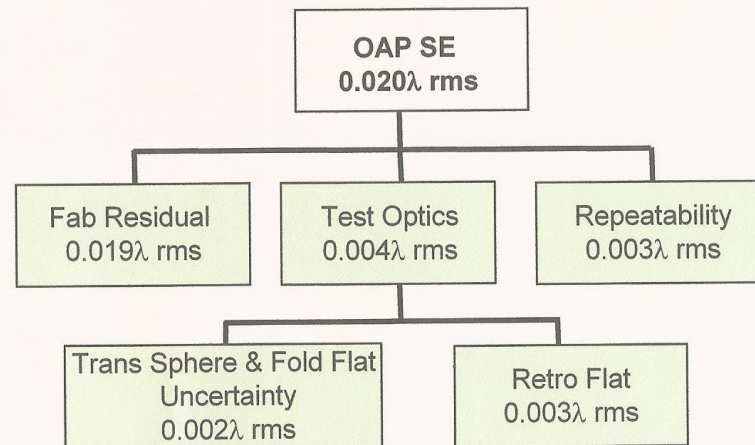 OAP SE
0.020λ rms
Fab Residual
0.019λ rms
Test Optics
0.004λ rms
Repeatability
0.003λ rms
Trans Sphere & Fold Flat
Uncertainty
0.002λ rms
Retro Flat
0.003λ rms